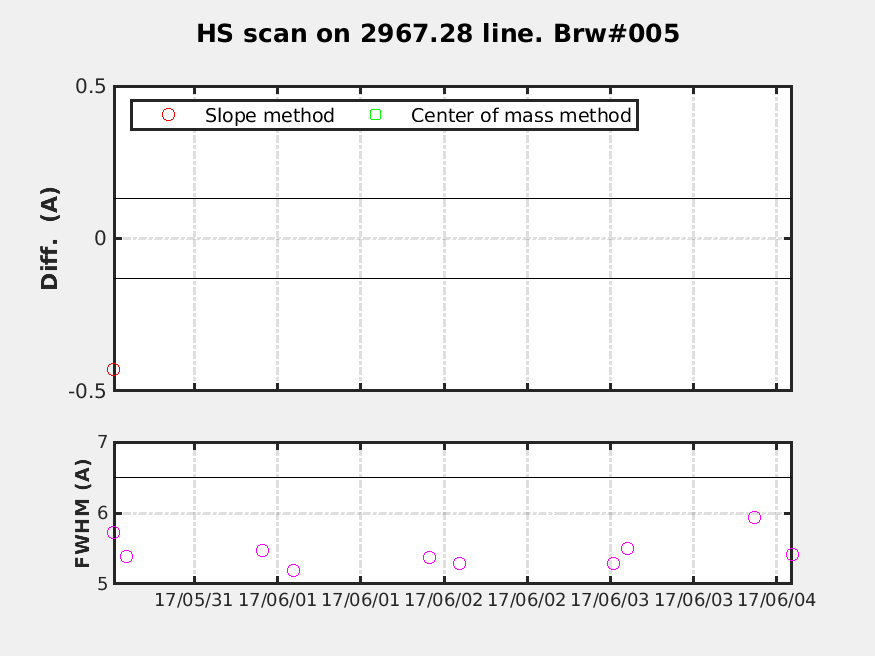 HS scan on 2967.28 line. Brw#005
0.5
Slope method Center of mass method
Diff. (A)
0
-0.5
7
FWHM (A)
6
5
17/05/31 17/06/01 17/06/01 17/06/02 17/06/02 17/06/03 17/06/03 17/06/04